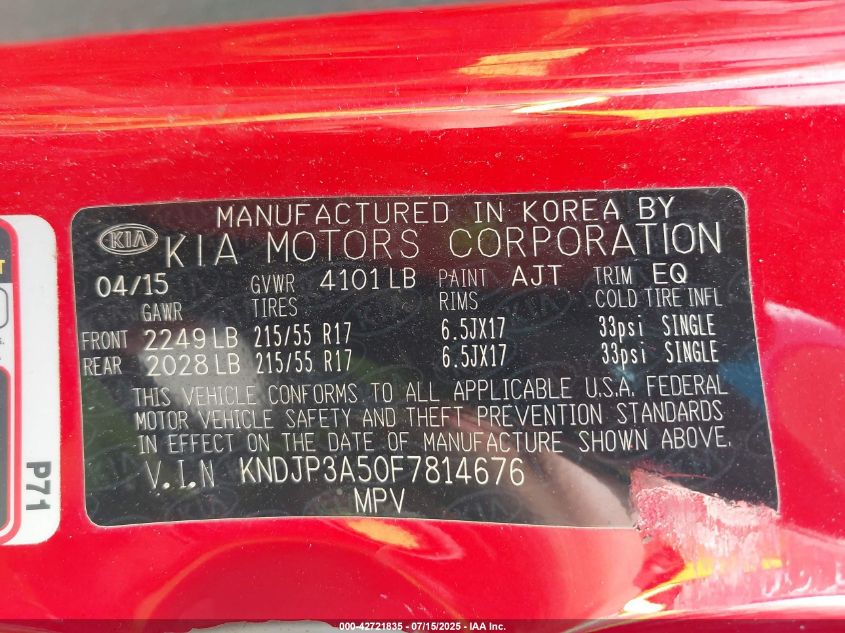 MANUFACTURED IN KOREA BY
KIA KIA MOTORS CORPORATION
04/15 GVWR 4101 LB PAINT AJT TRIM EQ
GAWR TIRES RIMS COLD TIRE INFL
FRONT 2249 LB 215/55 R17 6.5JX17 33psi SINGLE
REAR 2028 LB 215/55 R17 6.5JX17 33psi SINGLE
THIS VEHICLE CONFORMS TO ALL APPLICABLE U.S.A. FEDERAL
MOTOR VEHICLE SAFETY AND THEFT PREVENTION STANDARDS
IN EFFECT ON THE DATE OF MANUFACTURE SHOWN ABOVE.
V.I.N KNDJP3A50F7814676
MPV
P71
000-42721835 - 07/15/2025 - IAA Inc.